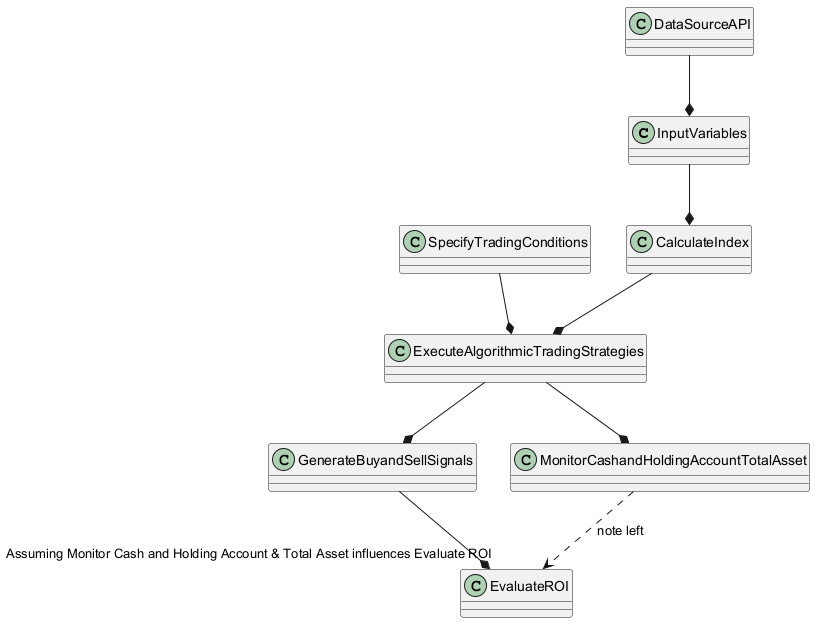 C DataSourceAPI
C InputVariables
C SpecifyTradingConditions
C CalculateIndex
C ExecuteAlgorithmicTradingStrategies
C GenerateBuyandSellSignals
C MonitorCashandHoldingAccountTotalAsset
note left
Assuming Monitor Cash and Holding Account & Total Asset influences Evaluate ROI
C EvaluateROI